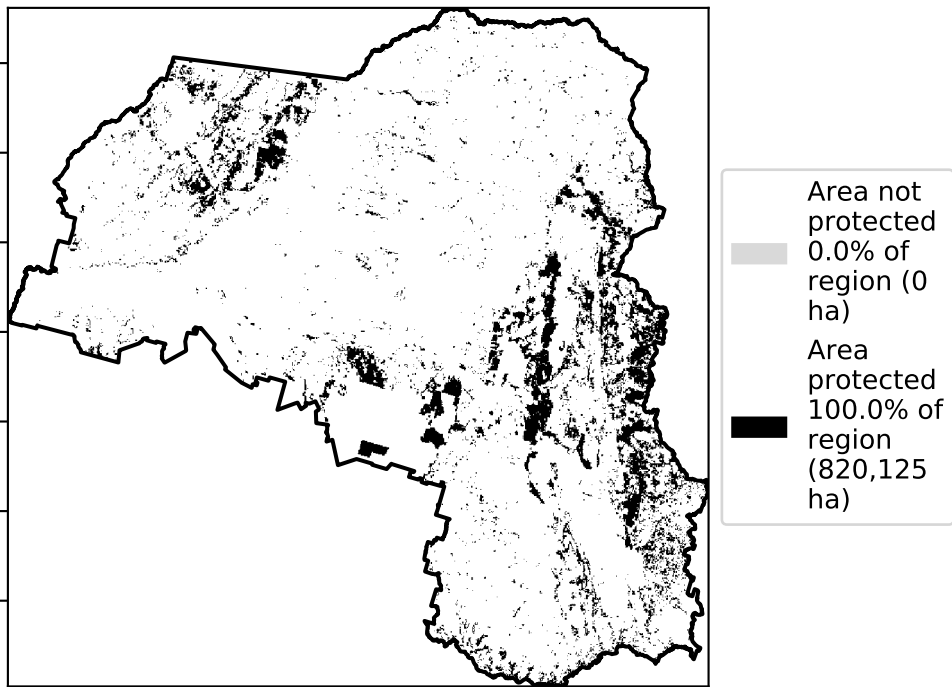 Area not
protected
0.0% of
region (0
ha)
Area
protected
100.0% of
region
(820,125
ha)